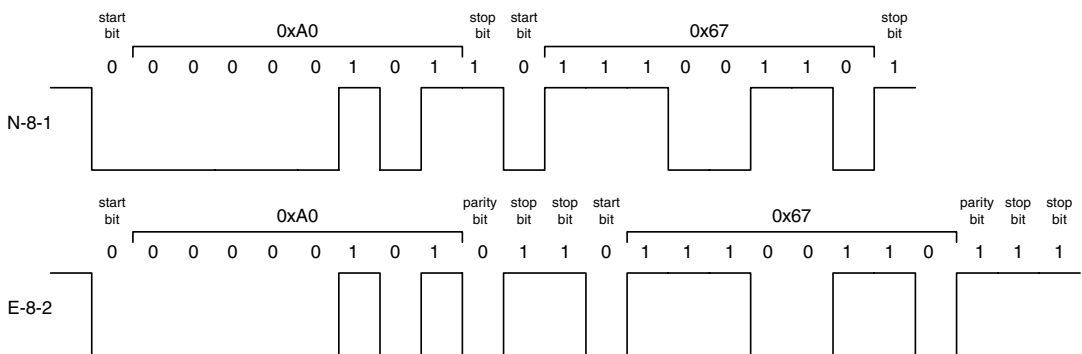 start bit 0xA0 stop bit start bit 0x67 stop bit
0 0 0 0 0 0 1 0 1 1 0 1 1 1 0 0 1 1 0 1
N-8-1
start bit 0xA0 parity bit stop bit stop bit start bit 0x67 parity bit stop bit stop bit
0 0 0 0 0 0 1 0 1 0 1 1 0 1 1 1 0 0 1 1 0 1 1 1
E-8-2